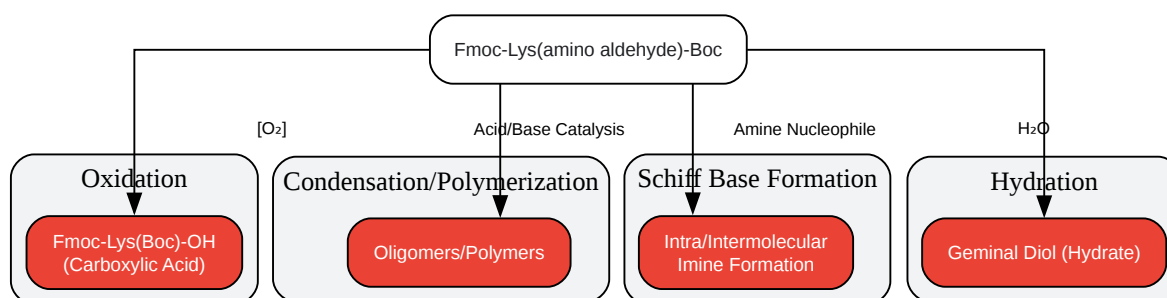 Fmoc-Lys(amino aldehyde)-Boc
[O₂]
Acid/Base Catalysis
Amine Nucleophile
H₂O
Oxidation
Condensation/Polymerization
Schiff Base Formation
Hydration
Fmoc-Lys(Boc)-OH
(Carboxylic Acid)
Oligomers/Polymers
Intra/Intermolecular
Imine Formation
Geminal Diol (Hydrate)